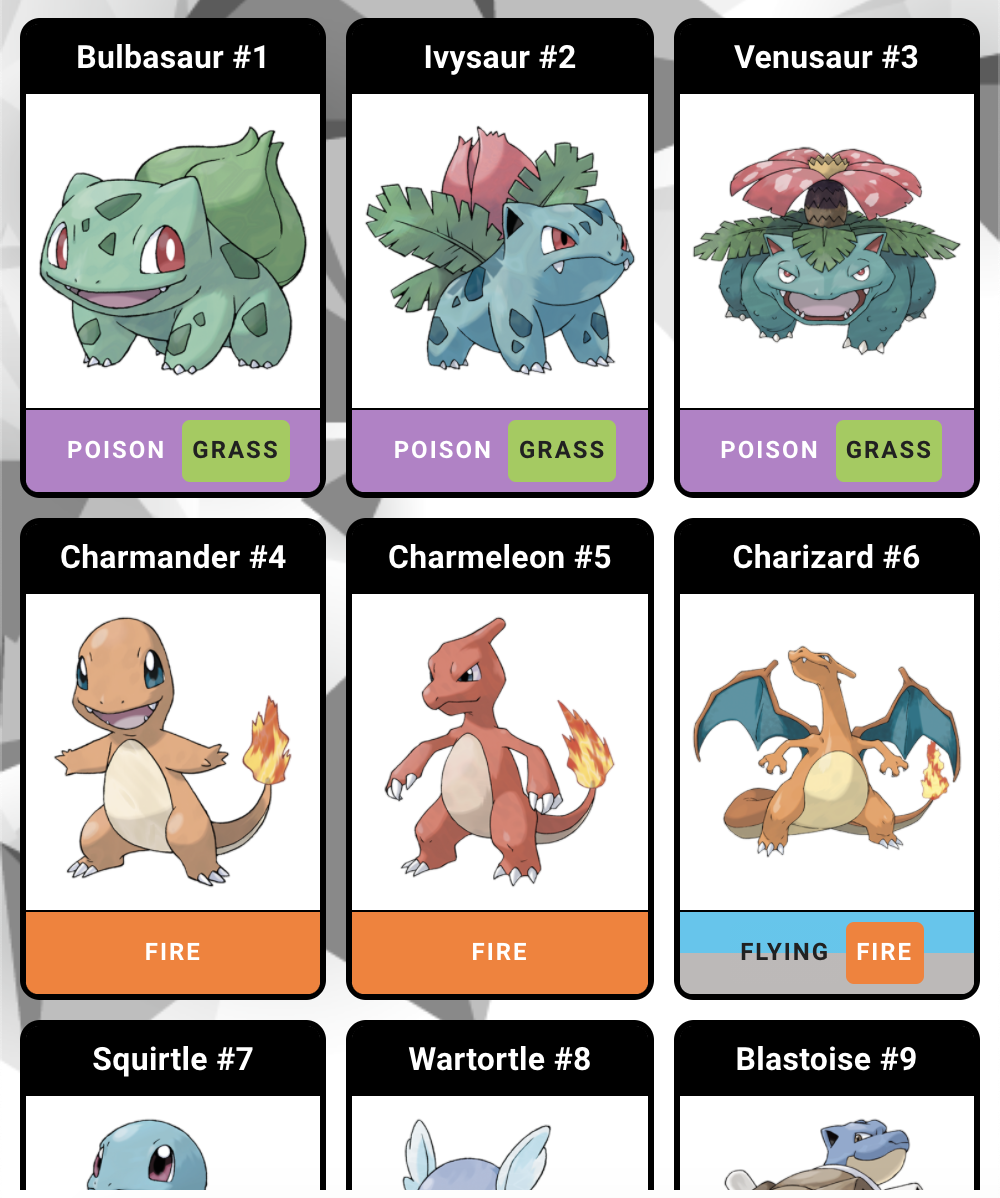 Bulbasaur #1
Ivysaur #2
Venusaur #3
POISON GRASS
POISON GRASS
POISON GRASS
Charmander #4
Charmeleon #5
Charizard #6
FIRE
FIRE
FLYING FIRE
Squirtle #7
Wartortle #8
Blastoise #9